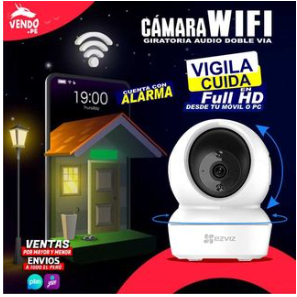 VENDO
.PE
CÁMARA WIFI
GIRATORIA AUDIO DOBLE VIA
19:00
CUENTA CON
ALARMA
VIGILA
CUIDA
EN
Full HD
DESDE TU MÓVIL O PC
ezviz
VENTAS
POR MAYOR Y MENOR
ENVIOS
A TODO EL PERÚ
plin